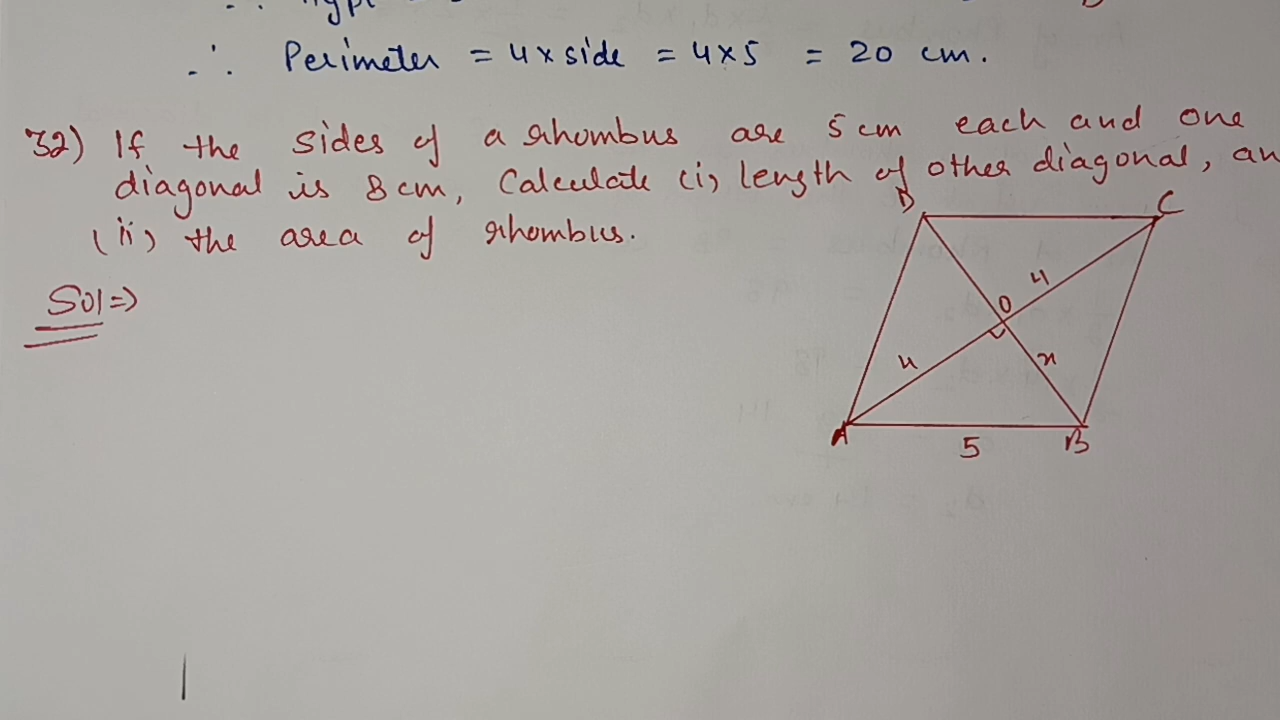 ∴ Perimeter = 4 × side = 4×5 = 20 cm.
32) If the sides of a rhombus are 5 cm each and one
diagonal is 8 cm, Calculate (i) length of other diagonal, an
(ii) the area of rhombus.
Sol ⇒
D C
4
O
4 x
A B
5